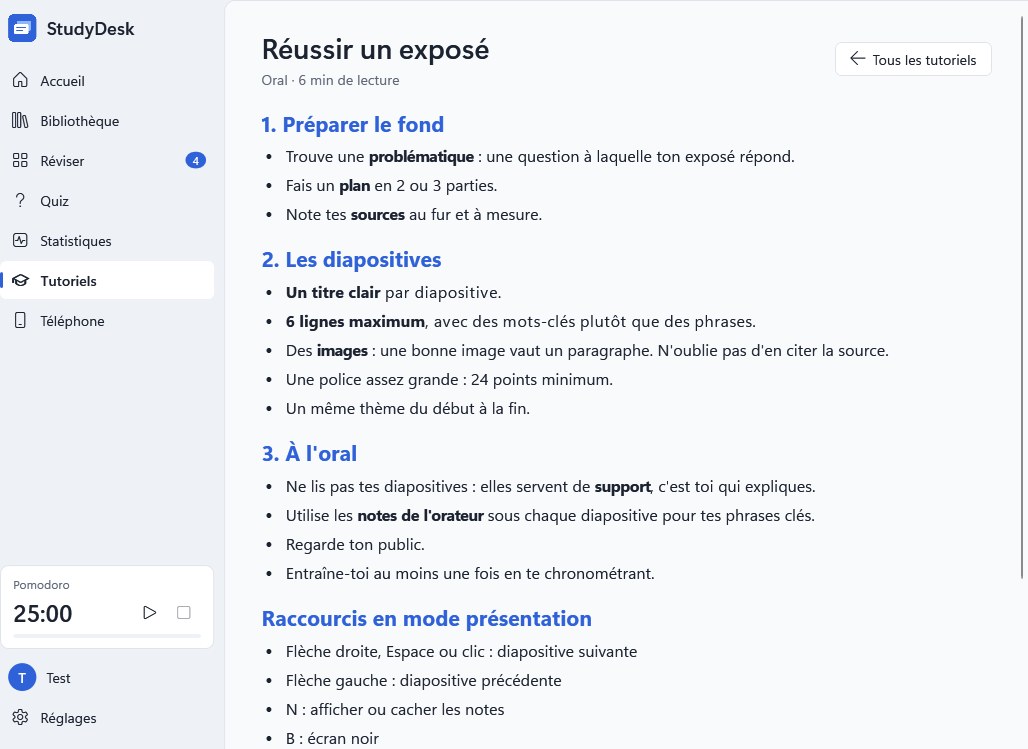 StudyDesk
Accueil
Bibliothèque
Réviser 4
Quiz
Statistiques
Tutoriels
Téléphone
Pomodoro
25:00
T Test
Réglages
Réussir un exposé
Oral · 6 min de lecture
← Tous les tutoriels
1. Préparer le fond
• Trouve une problématique : une question à laquelle ton exposé répond.
• Fais un plan en 2 ou 3 parties.
• Note tes sources au fur et à mesure.
2. Les diapositives
• Un titre clair par diapositive.
• 6 lignes maximum, avec des mots-clés plutôt que des phrases.
• Des images : une bonne image vaut un paragraphe. N'oublie pas d'en citer la source.
• Une police assez grande : 24 points minimum.
• Un même thème du début à la fin.
3. À l'oral
• Ne lis pas tes diapositives : elles servent de support, c'est toi qui expliques.
• Utilise les notes de l'orateur sous chaque diapositive pour tes phrases clés.
• Regarde ton public.
• Entraîne-toi au moins une fois en te chronométrant.
Raccourcis en mode présentation
• Flèche droite, Espace ou clic : diapositive suivante
• Flèche gauche : diapositive précédente
• N : afficher ou cacher les notes
• B : écran noir